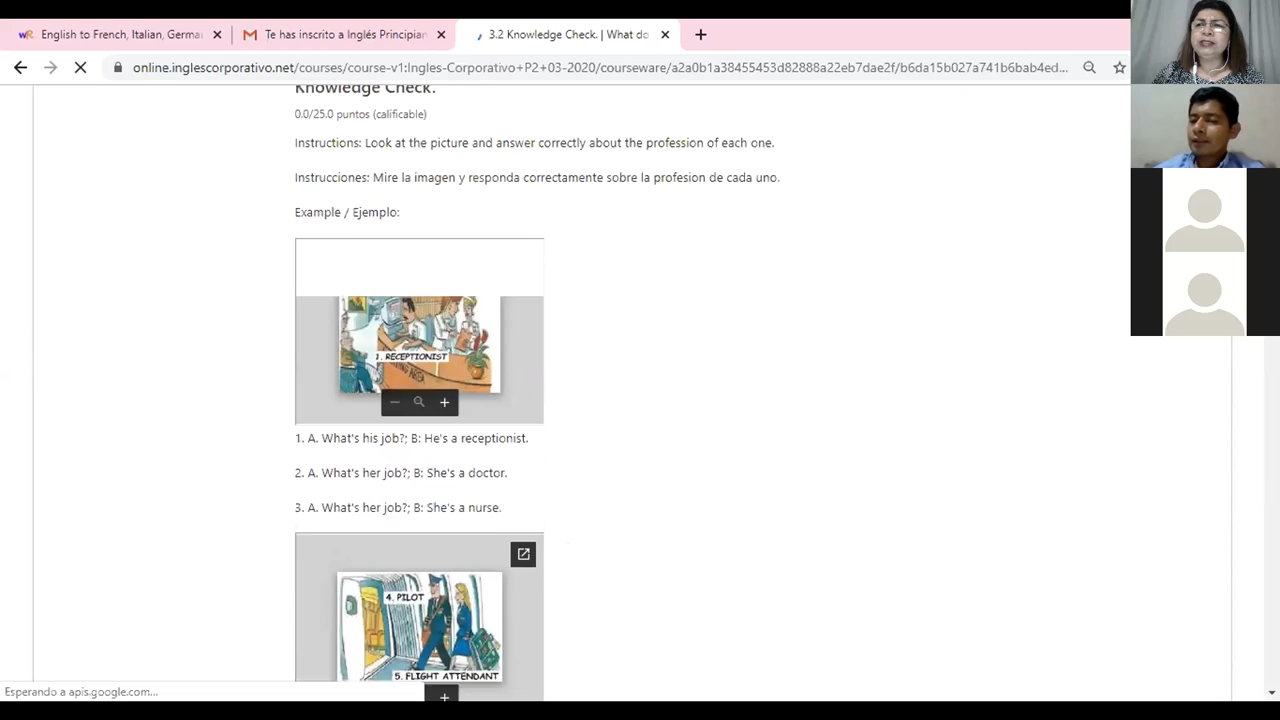 English to French, Italian, Germa
Te has inscrito a Inglés Principian
3.2 Knowledge Check. | What do
online.inglescorporativo.net/courses/course-v1:Ingles-Corporativo+P2+03-2020/courseware/a2a0b1a38455453d82888a22eb7dae2f/b6da15b027a741b6bab4ed...
Knowledge Check.
0.0/25.0 puntos (calificable)
Instructions: Look at the picture and answer correctly about the profession of each one.
Instrucciones: Mire la imagen y responda correctamente sobre la profesion de cada uno.
Example / Ejemplo:
1. RECEPTIONIST
1. A. What's his job?; B: He's a receptionist.
2. A. What's her job?; B: She's a doctor.
3. A. What's her job?; B: She's a nurse.
4. PILOT
5. FLIGHT ATTENDANT
Esperando a apis.google.com...